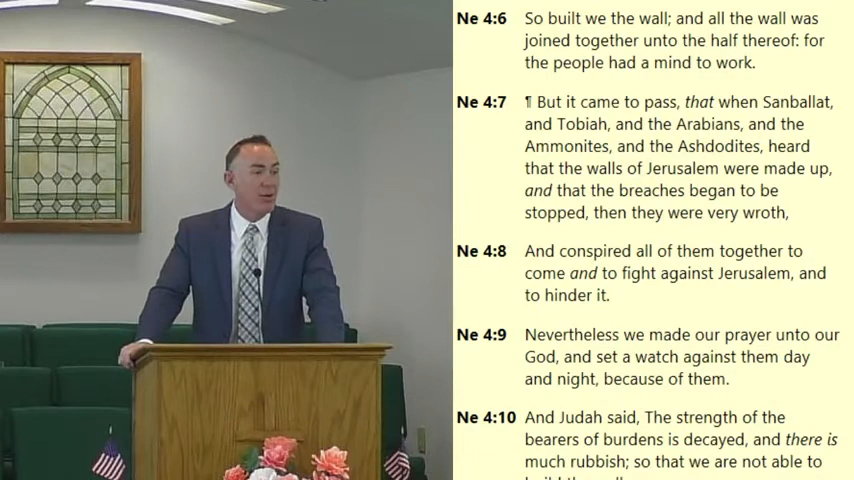 Ne 4:6 So built we the wall; and all the wall was
joined together unto the half thereof: for
the people had a mind to work.
Ne 4:7 ¶ But it came to pass, that when Sanballat,
and Tobiah, and the Arabians, and the
Ammonites, and the Ashdodites, heard
that the walls of Jerusalem were made up,
and that the breaches began to be
stopped, then they were very wroth,
Ne 4:8 And conspired all of them together to
come and to fight against Jerusalem, and
to hinder it.
Ne 4:9 Nevertheless we made our prayer unto our
God, and set a watch against them day
and night, because of them.
Ne 4:10 And Judah said, The strength of the
bearers of burdens is decayed, and there is
much rubbish; so that we are not able to